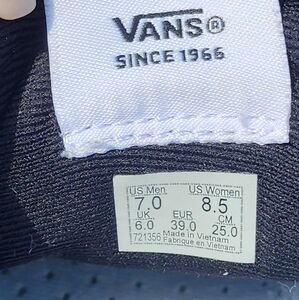 VANS®
SINCE 1966
US Men US Women
7.0 8.5
UK EUR CM
6.0 39.0 25.0
721356 Made in Vietnam
Fabriqué en Vietnam